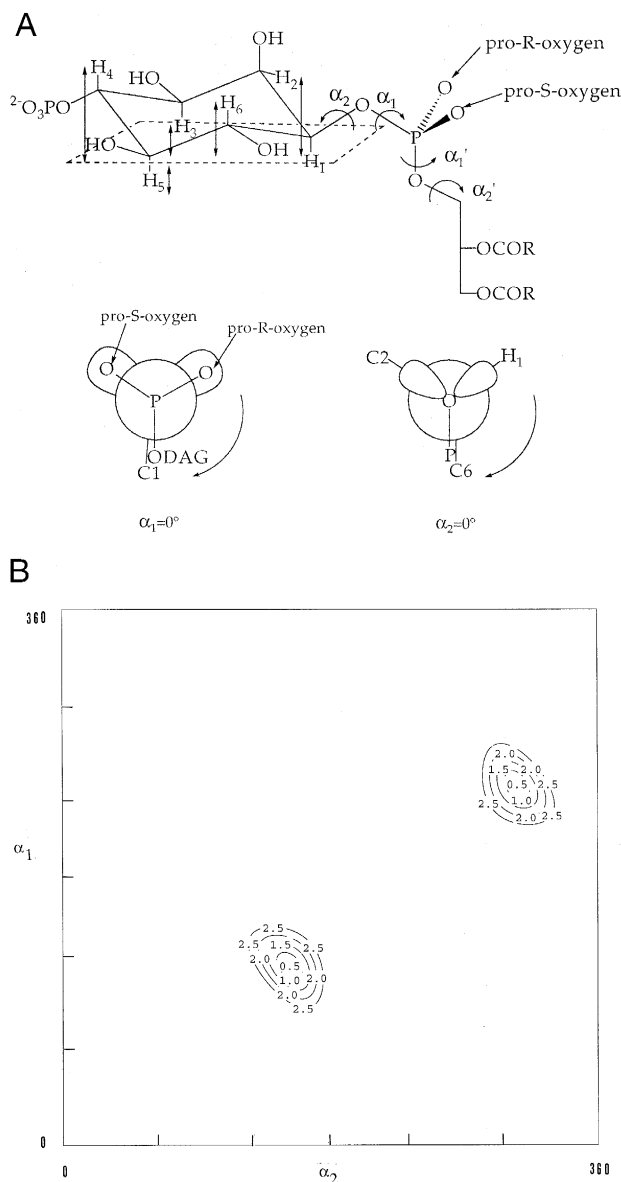 A
OH
pro-R-oxygen
H4
HO
H2
O
pro-S-oxygen
2-O3PO
H6
α2
O
α1
O
H3
P
HO
OH
H1
α1'
H5
O
α2'
OCOR
OCOR
pro-S-oxygen
pro-R-oxygen
C2
H1
O
O
P
O
ODAG
P
C1
C6
α1=0°
α2=0°
B
360
2.0
1.5 2.0
0.5 2.5
2.5 1.0
2.0 2.5
α1
2.5
2.5 1.5 2.5
2.0 0.5
1.0 2.0
2.0
2.5
0
0
α2
360